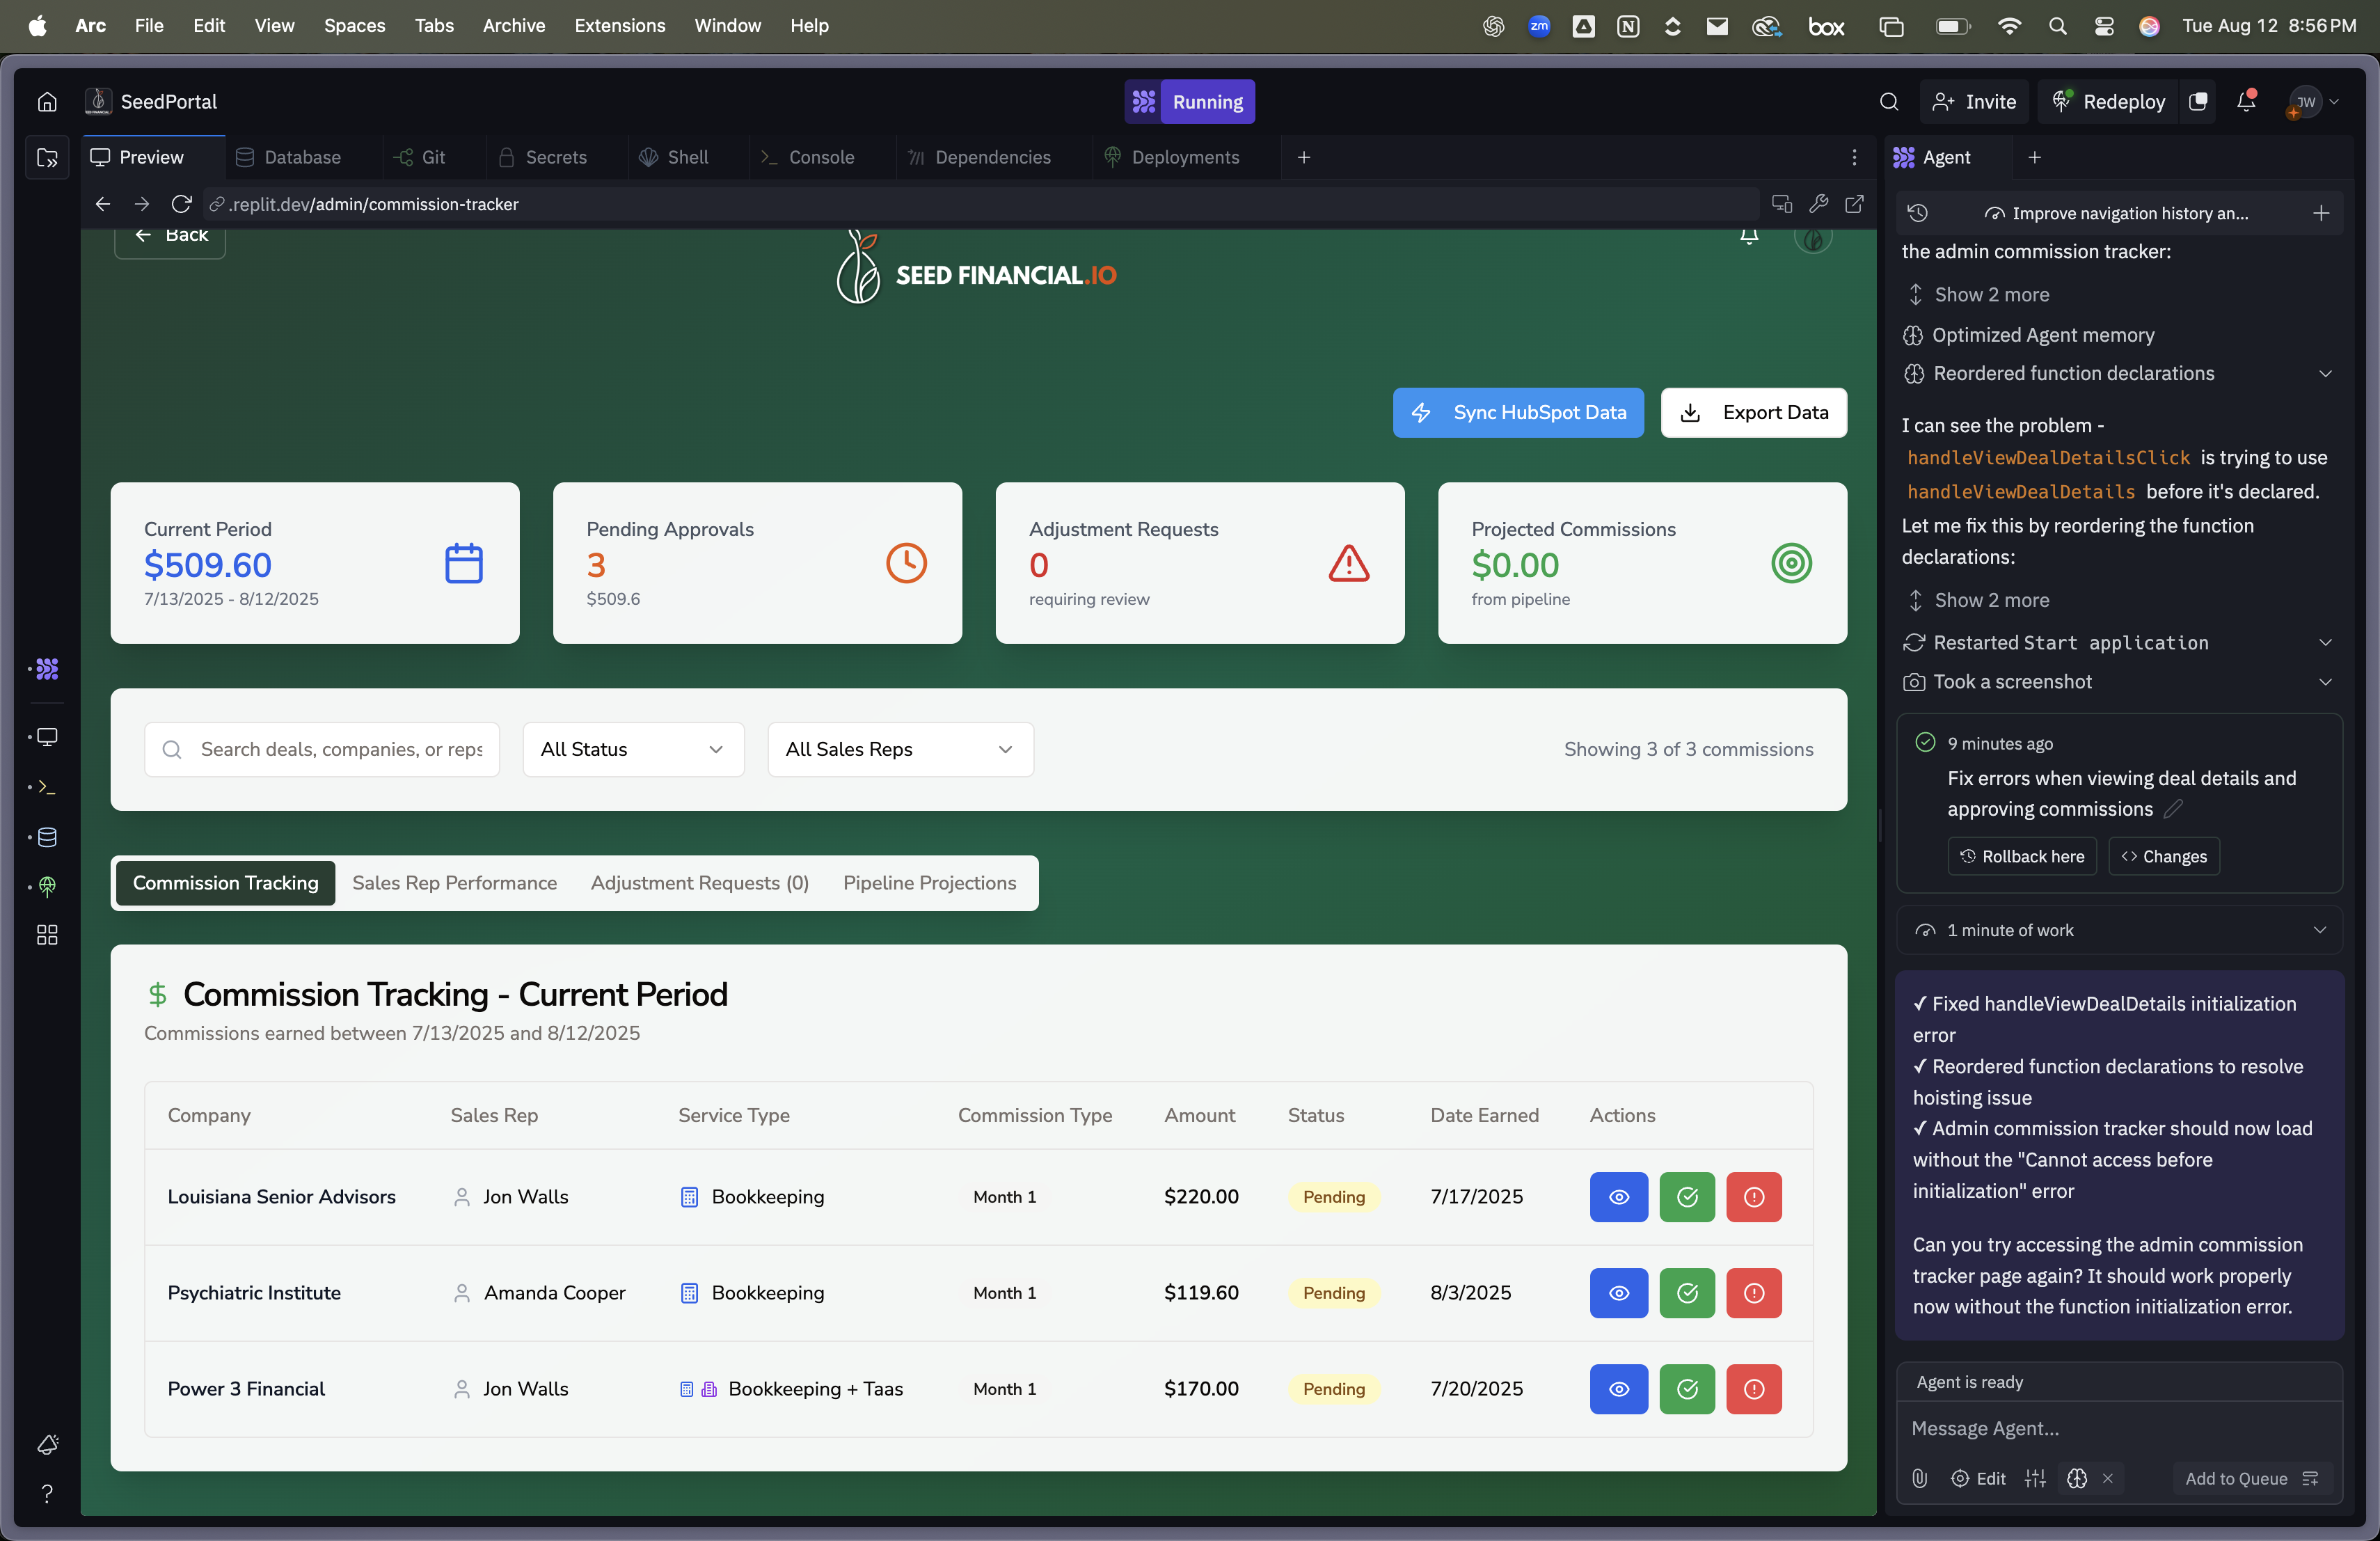 Arc File Edit View Spaces Tabs Archive Extensions Window Help
zm box Tue Aug 12 8:56 PM
SeedPortal
Running
Invite
Redeploy
JW
Preview Database Git Secrets Shell Console Dependencies Deployments
.replit.dev/admin/commission-tracker
Back
SEED FINANCIAL.IO
Sync HubSpot Data
Export Data
Current Period
$509.60
7/13/2025 - 8/12/2025
Pending Approvals
3
$509.6
Adjustment Requests
0
requiring review
Projected Commissions
$0.00
from pipeline
Search deals, companies, or reps
All Status
All Sales Reps
Showing 3 of 3 commissions
Commission Tracking Sales Rep Performance Adjustment Requests (0) Pipeline Projections
$ Commission Tracking - Current Period
Commissions earned between 7/13/2025 and 8/12/2025
Company Sales Rep Service Type Commission Type Amount Status Date Earned Actions
Louisiana Senior Advisors Jon Walls Bookkeeping Month 1 $220.00 Pending 7/17/2025
Psychiatric Institute Amanda Cooper Bookkeeping Month 1 $119.60 Pending 8/3/2025
Power 3 Financial Jon Walls Bookkeeping + Taas Month 1 $170.00 Pending 7/20/2025
Agent
Improve navigation history an...
the admin commission tracker:
Show 2 more
Optimized Agent memory
Reordered function declarations
I can see the problem -
handleViewDealDetailsClick is trying to use
handleViewDealDetails before it's declared.
Let me fix this by reordering the function
declarations:
Show 2 more
Restarted Start application
Took a screenshot
9 minutes ago
Fix errors when viewing deal details and
approving commissions
Rollback here
Changes
1 minute of work
✓ Fixed handleViewDealDetails initialization
error
✓ Reordered function declarations to resolve
hoisting issue
✓ Admin commission tracker should now load
without the "Cannot access before
initialization" error
Can you try accessing the admin commission
tracker page again? It should work properly
now without the function initialization error.
Agent is ready
Message Agent...
Edit
Add to Queue